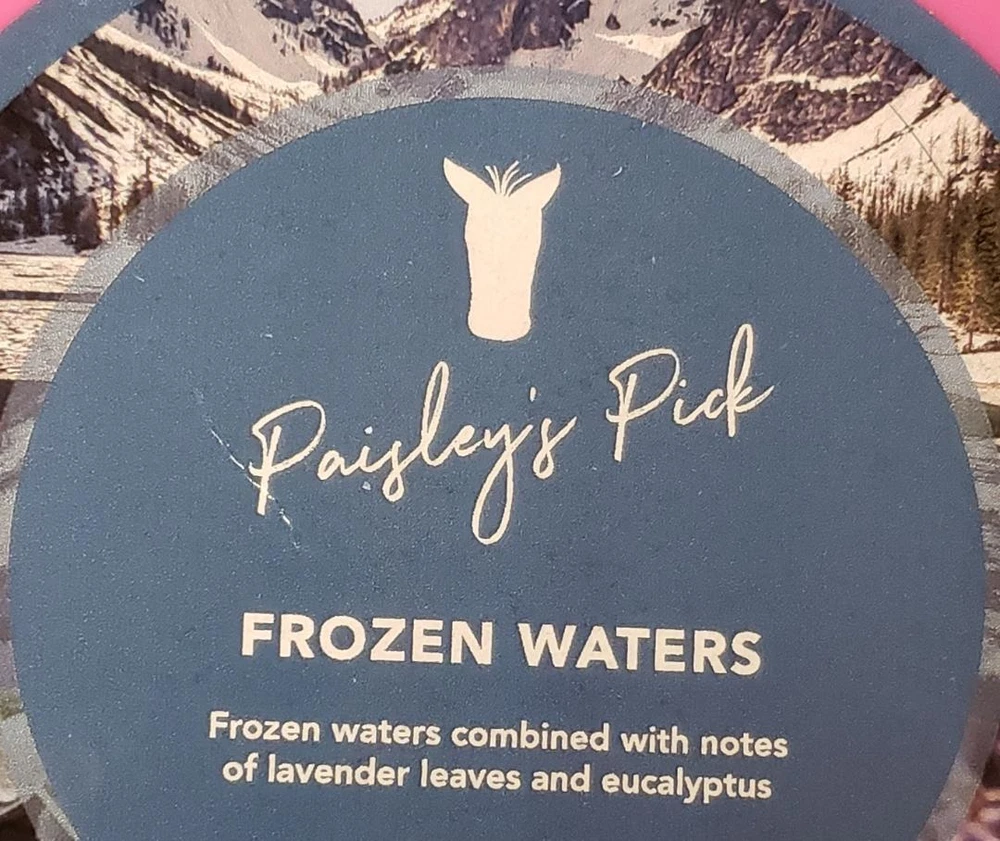 Paisley's Pick
FROZEN WATERS
Frozen waters combined with notes
of lavender leaves and eucalyptus